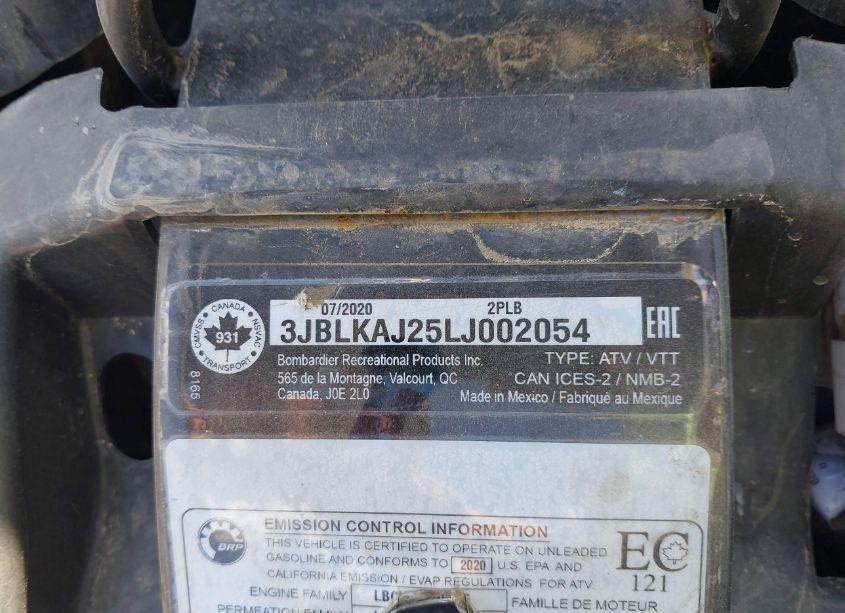 CANADA
CMVSS
NSVAC
931
TRANSPORT
8165
07/2020 2PLB
3JBLKAJ25LJ002054
EAC
Bombardier Recreational Products Inc. TYPE: ATV / VTT
565 de la Montagne, Valcourt, QC CAN ICES-2 / NMB-2
Canada, J0E 2L0 Made in Mexico / Fabriqué au Mexique
BRP
EMISSION CONTROL INFORMATION
THIS VEHICLE IS CERTIFIED TO OPERATE ON UNLEADED
GASOLINE AND CONFORMS TO 2020 U.S. EPA AND
CALIFORNIA EMISSION / EVAP REGULATIONS FOR ATV.
EC
121
ENGINE FAMILY FAMILLE DE MOTEUR
PERMEATION FAMILY